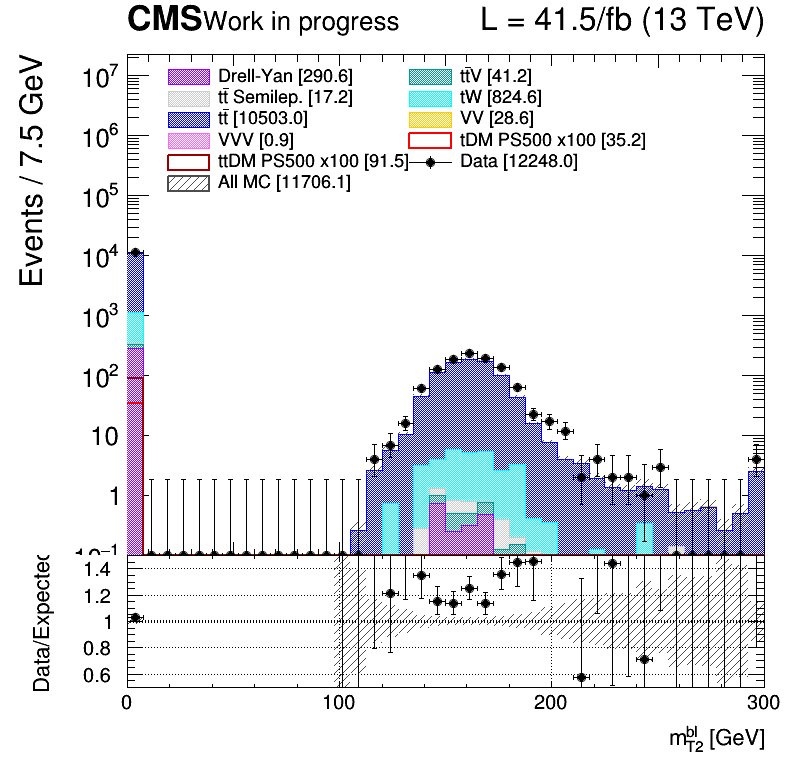 CMS Work in progress L = 41.5/fb (13 TeV)
Events / 7.5 GeV
Drell-Yan [290.6] tt̄V [41.2]
tt̄ Semilep. [17.2] tW [824.6]
tt̄ [10503.0] VV [28.6]
VVV [0.9] tDM PS500 x100 [35.2]
ttDM PS500 x100 [91.5] Data [12248.0]
All MC [11706.1]
10⁷
10⁶
10⁵
10⁴
10³
10²
10
1
10⁻¹
Data/Expected
1.4
1.2
1
0.8
0.6
0 100 200 300
m_{T2}^{bl} [GeV]